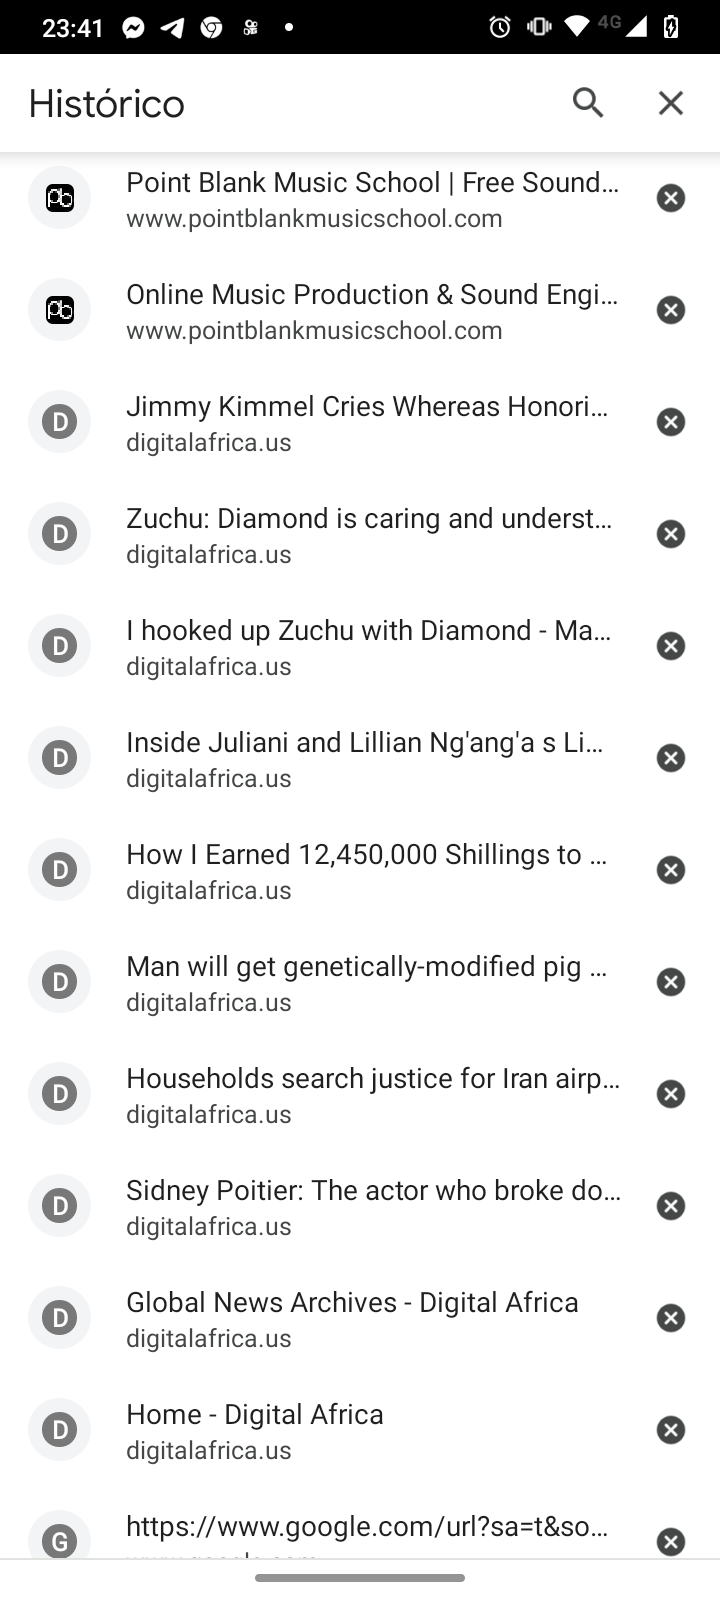 23:41
4G
Histórico
pb
Point Blank Music School | Free Sound...
www.pointblankmusicschool.com
pb
Online Music Production & Sound Engi...
www.pointblankmusicschool.com
D
Jimmy Kimmel Cries Whereas Honori...
digitalafrica.us
D
Zuchu: Diamond is caring and underst...
digitalafrica.us
D
I hooked up Zuchu with Diamond - Ma...
digitalafrica.us
D
Inside Juliani and Lillian Ng'ang'a s Li...
digitalafrica.us
D
How I Earned 12,450,000 Shillings to ...
digitalafrica.us
D
Man will get genetically-modified pig ...
digitalafrica.us
D
Households search justice for Iran airp...
digitalafrica.us
D
Sidney Poitier: The actor who broke do...
digitalafrica.us
D
Global News Archives - Digital Africa
digitalafrica.us
D
Home - Digital Africa
digitalafrica.us
G
https://www.google.com/url?sa=t&so...